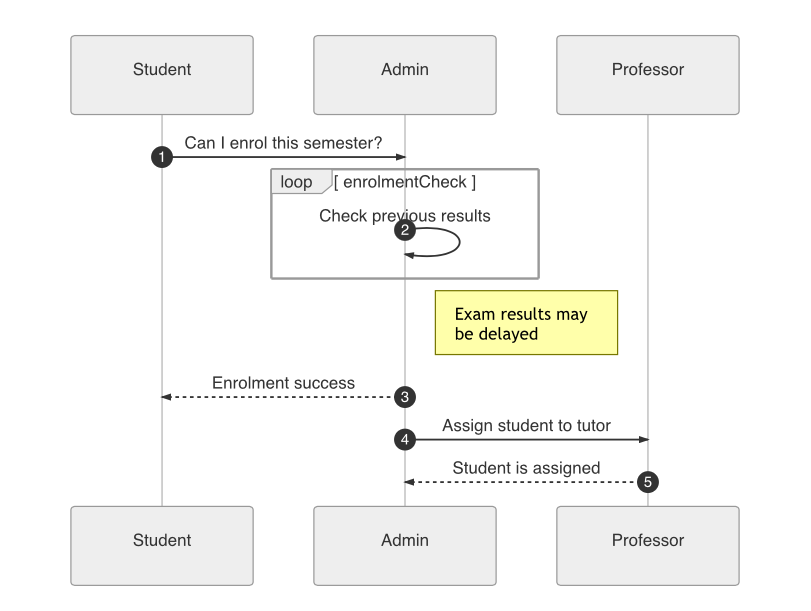 Student
Admin
Professor
Can I enrol this semester?
1
loop
[ enrolmentCheck ]
Check previous results
2
Exam results may
be delayed
Enrolment success
3
Assign student to tutor
4
Student is assigned
5
Student
Admin
Professor